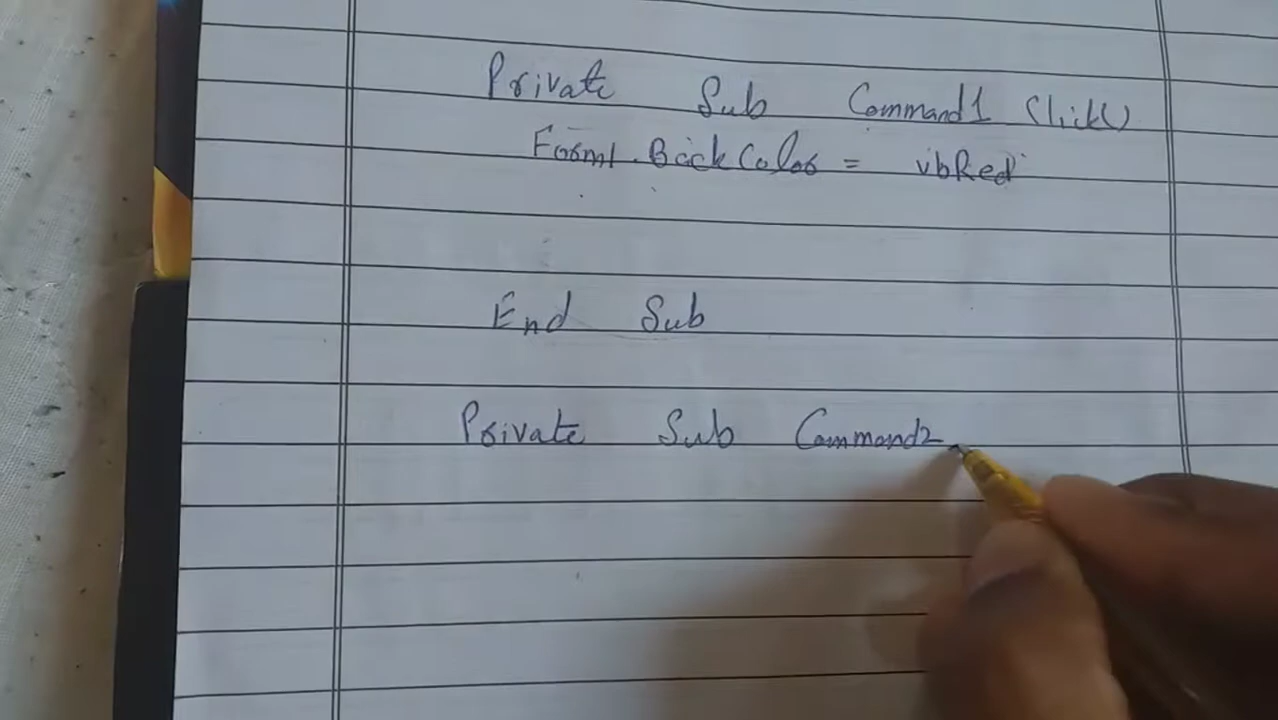 Private Sub Command1 Click()
Form1.BackColor = vbRed
End Sub
Private Sub Command2